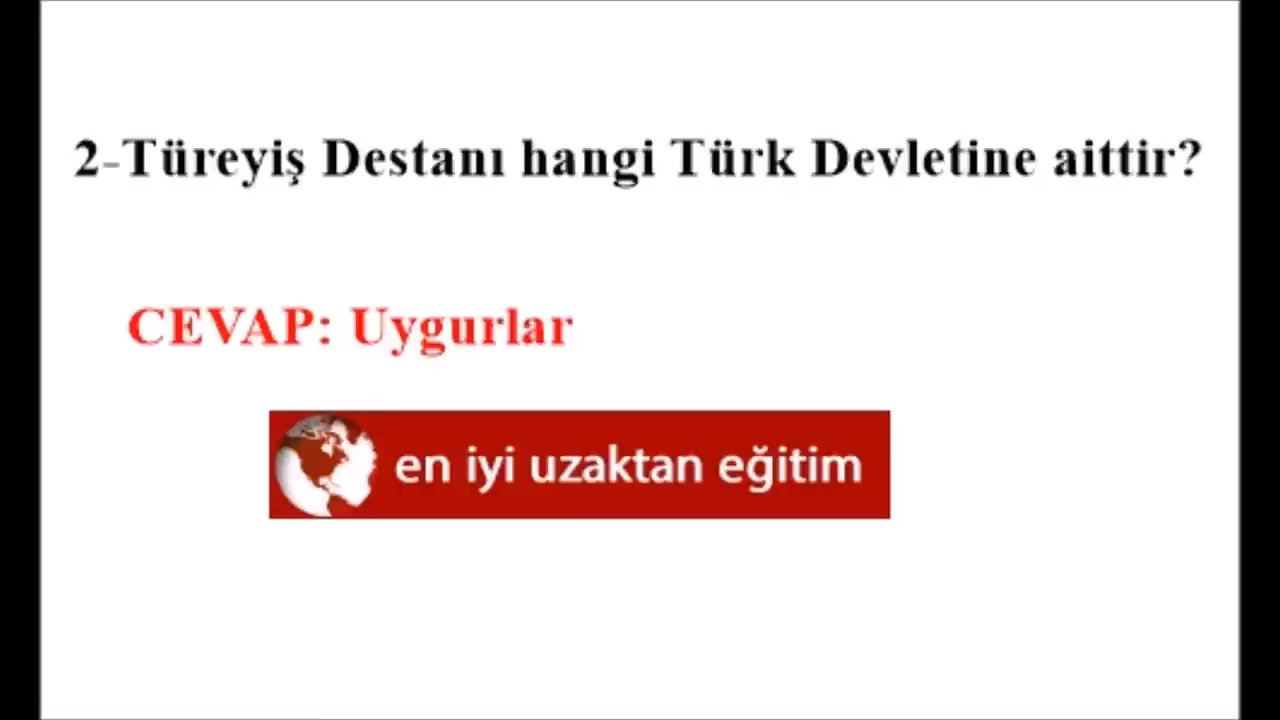 2-Türeyiş Destanı hangi Türk Devletine aittir?
CEVAP: Uygurlar
en iyi uzaktan eğitim